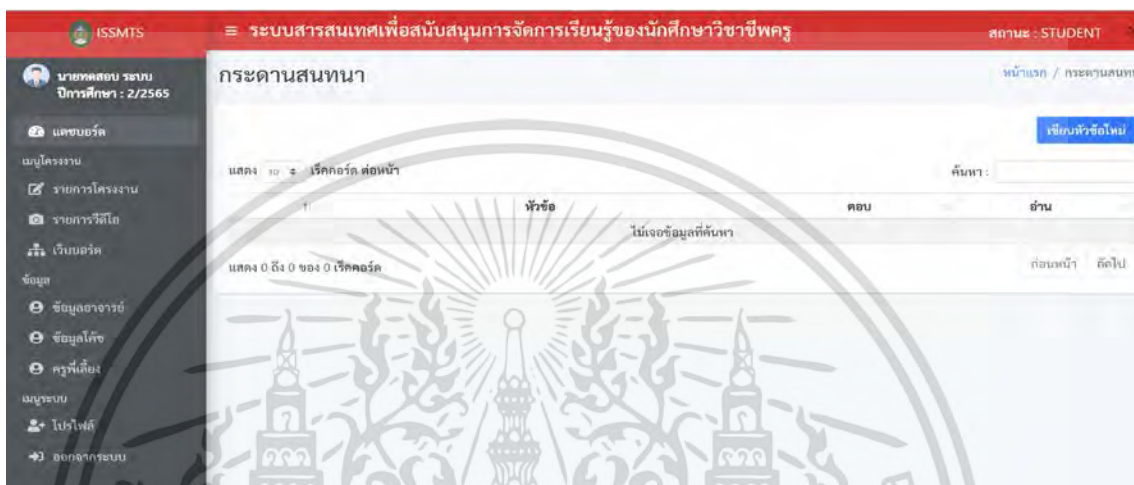 ISSMTS
ระบบสารสนเทศเพื่อสนับสนุนการจัดการเรียนรู้ของนักศึกษาวิชาชีพครู
สถานะ : STUDENT
นายทดสอบ ระบบ
ปีการศึกษา : 2/2565
กระดานสนทนา
หน้าแรก / กระดานสนทน
แดชบอร์ด
เมนูโครงงาน
รายการโครงงาน
รายการวีดีโอ
เว็บบอร์ด
ข้อมูล
ข้อมูลอาจารย์
ข้อมูลโค้ช
ครูพี่เลี้ยง
เมนูระบบ
โปรไฟล์
ออกจากระบบ
เขียนหัวข้อใหม่
แสดง 10 เร็คคอร์ด ต่อหน้า
ค้นหา :
หัวข้อ ตอบ อ่าน
ไม่เจอข้อมูลที่ค้นหา
แสดง 0 ถึง 0 ของ 0 เร็คคอร์ด
ก่อนหน้า ถัดไป